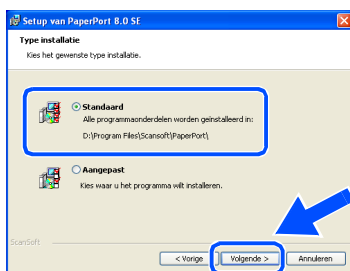 Setup van PaperPort 8.0 SE
Type installatie
Kies het gewenste type installatie.
Standaard
Alle programmaonderdelen worden geïnstalleerd in:
D:\Program Files\Scansoft\PaperPort\
Aangepast
Kies waar u het programma wilt installeren.
ScanSoft
< Vorige
Volgende >
Annuleren